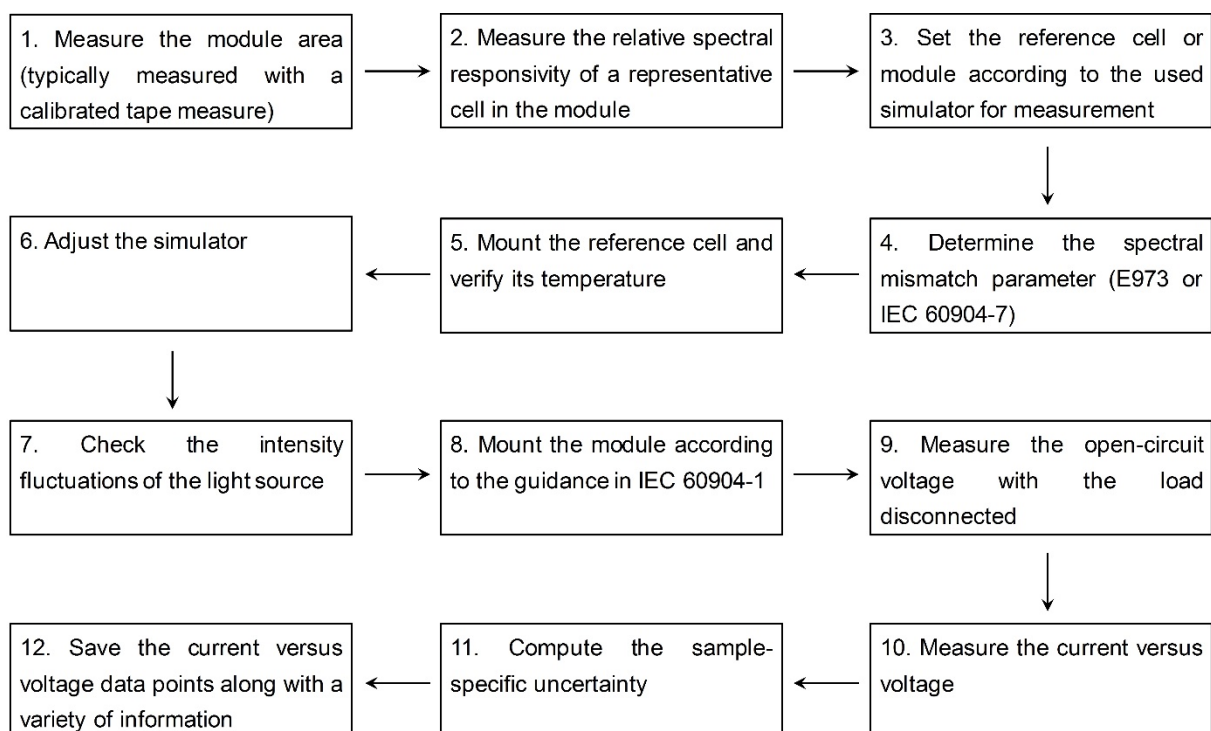 1. Measure the module area
(typically measured with a
calibrated tape measure)
2. Measure the relative spectral
responsivity of a representative
cell in the module
3. Set the reference cell or
module according to the used
simulator for measurement
4. Determine the spectral
mismatch parameter (E973 or
IEC 60904-7)
5. Mount the reference cell and
verify its temperature
6. Adjust the simulator
7. Check the intensity
fluctuations of the light source
8. Mount the module according
to the guidance in IEC 60904-1
9. Measure the open-circuit
voltage with the load
disconnected
10. Measure the current versus
voltage
11. Compute the sample-
specific uncertainty
12. Save the current versus
voltage data points along with a
variety of information